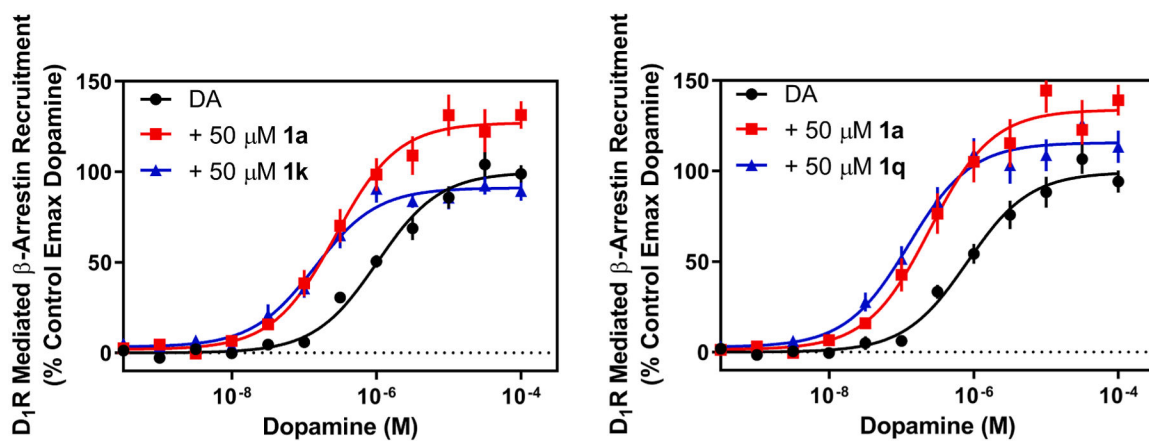 D₁R Mediated β-Arrestin Recruitment
(% Control Emax Dopamine)
150
100
50
0
DA
+ 50 μM 1a
+ 50 μM 1k
10⁻⁸
10⁻⁶
10⁻⁴
Dopamine (M)
D₁R Mediated β-Arrestin Recruitment
(% Control Emax Dopamine)
150
100
50
0
DA
+ 50 μM 1a
+ 50 μM 1q
10⁻⁸
10⁻⁶
10⁻⁴
Dopamine (M)